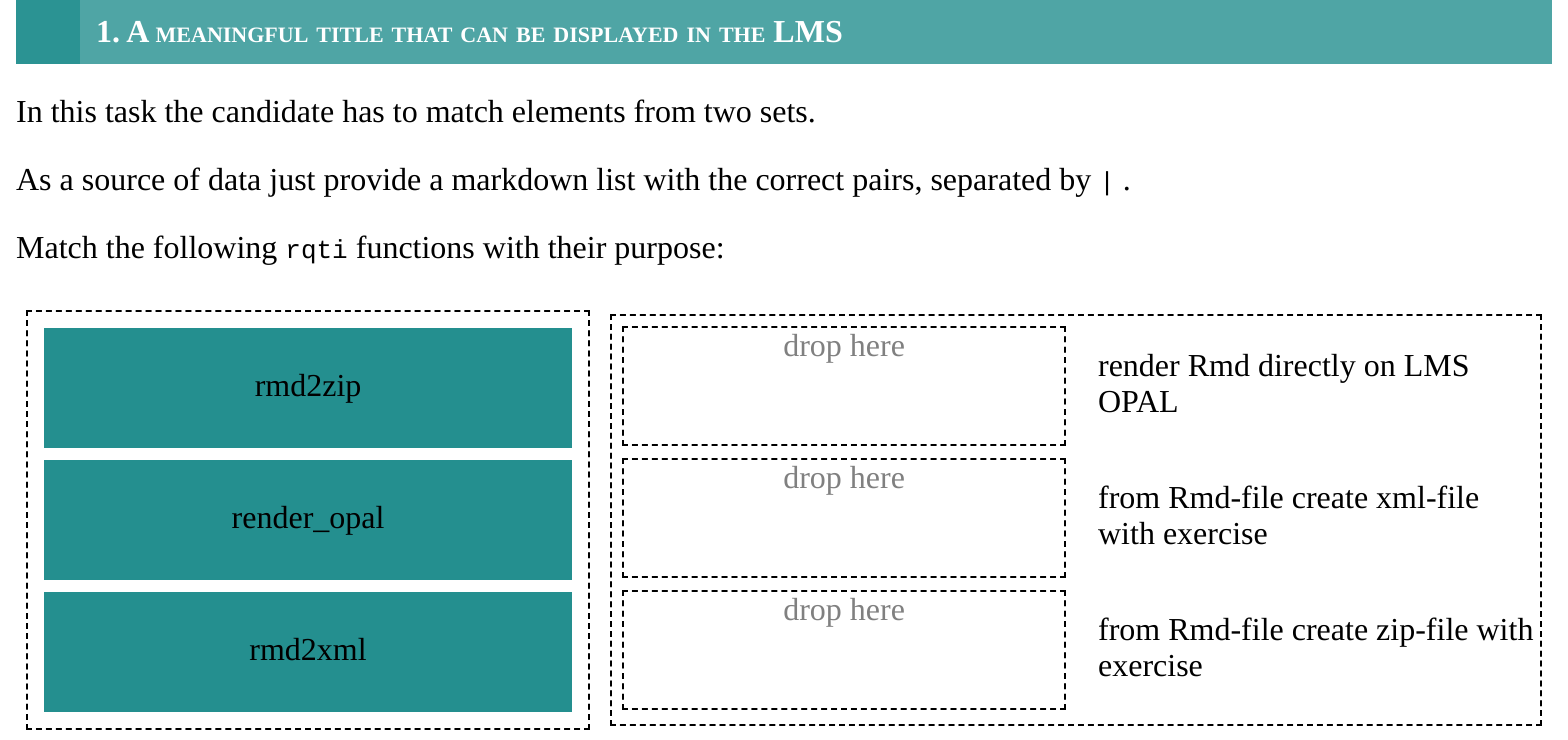 1. A meaningful title that can be displayed in the LMS
In this task the candidate has to match elements from two sets.
As a source of data just provide a markdown list with the correct pairs, separated by | .
Match the following rqti functions with their purpose:
rmd2zip
render_opal
rmd2xml
drop here
render Rmd directly on LMS
OPAL
drop here
from Rmd-file create xml-file
with exercise
drop here
from Rmd-file create zip-file with
exercise